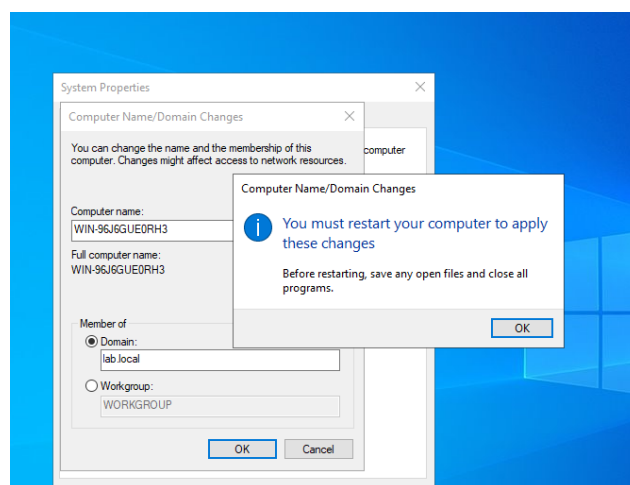 System Properties
Computer Name/Domain Changes
You can change the name and the membership of this
computer. Changes might affect access to network resources.
computer
Computer name:
WIN-96J6GUE0RH3
Full computer name:
WIN-96J6GUE0RH3
Member of
Domain:
lab.local
Workgroup:
WORKGROUP
OK
Cancel
Computer Name/Domain Changes
You must restart your computer to apply
these changes
Before restarting, save any open files and close all
programs.
OK